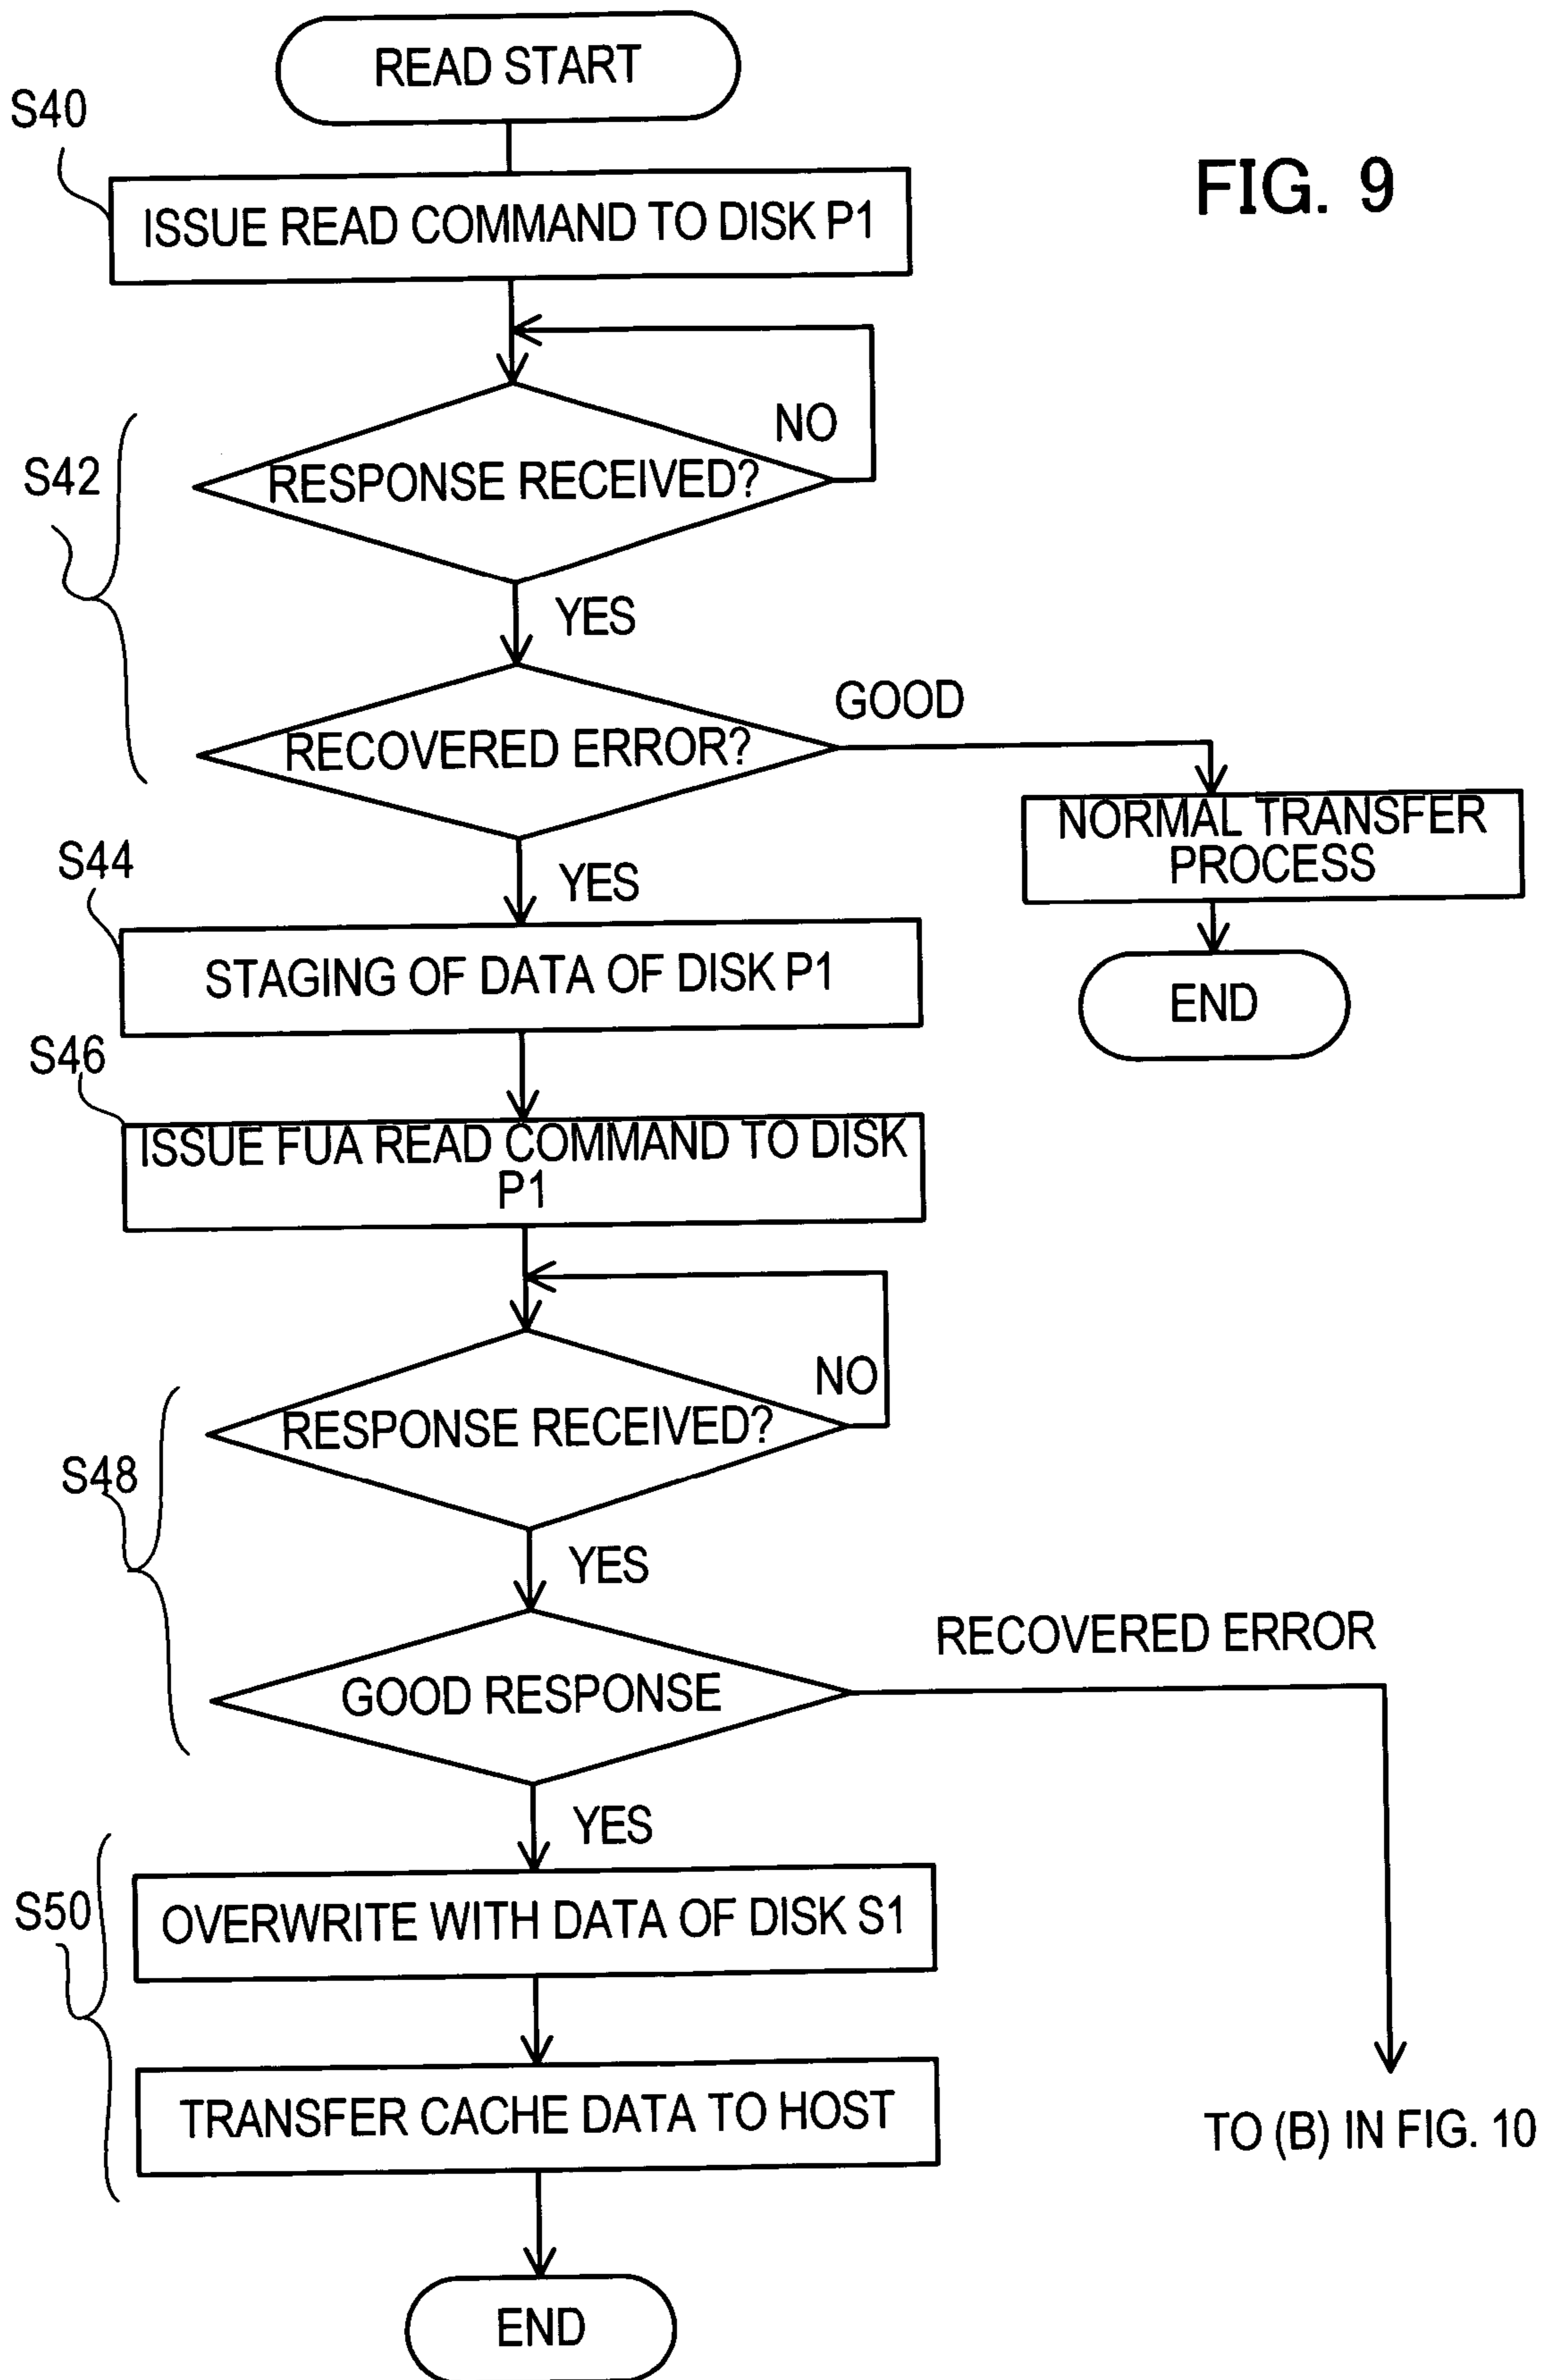 READ START
S40
FIG. 9
ISSUE READ COMMAND TO DISK P1
NO
S42
RESPONSE RECEIVED?
YES
GOOD
RECOVERED ERROR?
NORMAL TRANSFER
PROCESS
S44
YES
STAGING OF DATA OF DISK P1
END
S46
ISSUE FUA READ COMMAND TO DISK
P1
NO
RESPONSE RECEIVED?
S48
YES
RECOVERED ERROR
GOOD RESPONSE
YES
S50
OVERWRITE WITH DATA OF DISK S1
TRANSFER CACHE DATA TO HOST
TO (B) IN FIG. 10
END